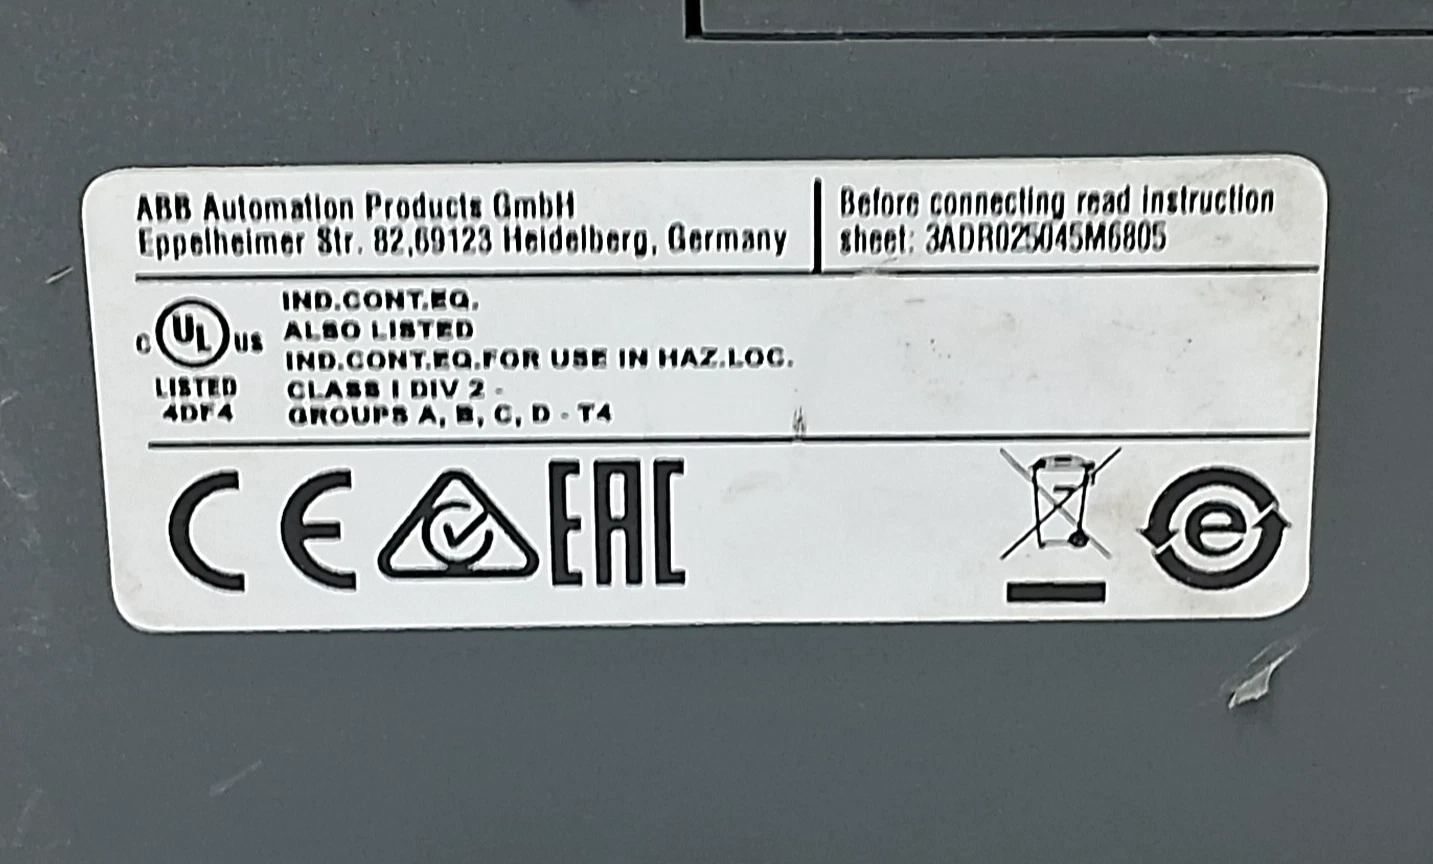 ABB Automation Products GmbH
Eppelheimer Str. 82,69123 Heidelberg, Germany
Before connecting read instruction
sheet: 3ADR025045M6805
C UL US
LISTED
4DF4
IND.CONT.EQ.
ALSO LISTED
IND.CONT.EQ.FOR USE IN HAZ.LOC.
CLASS I DIV 2 -
GROUPS A, B, C, D - T4
CE EAC e